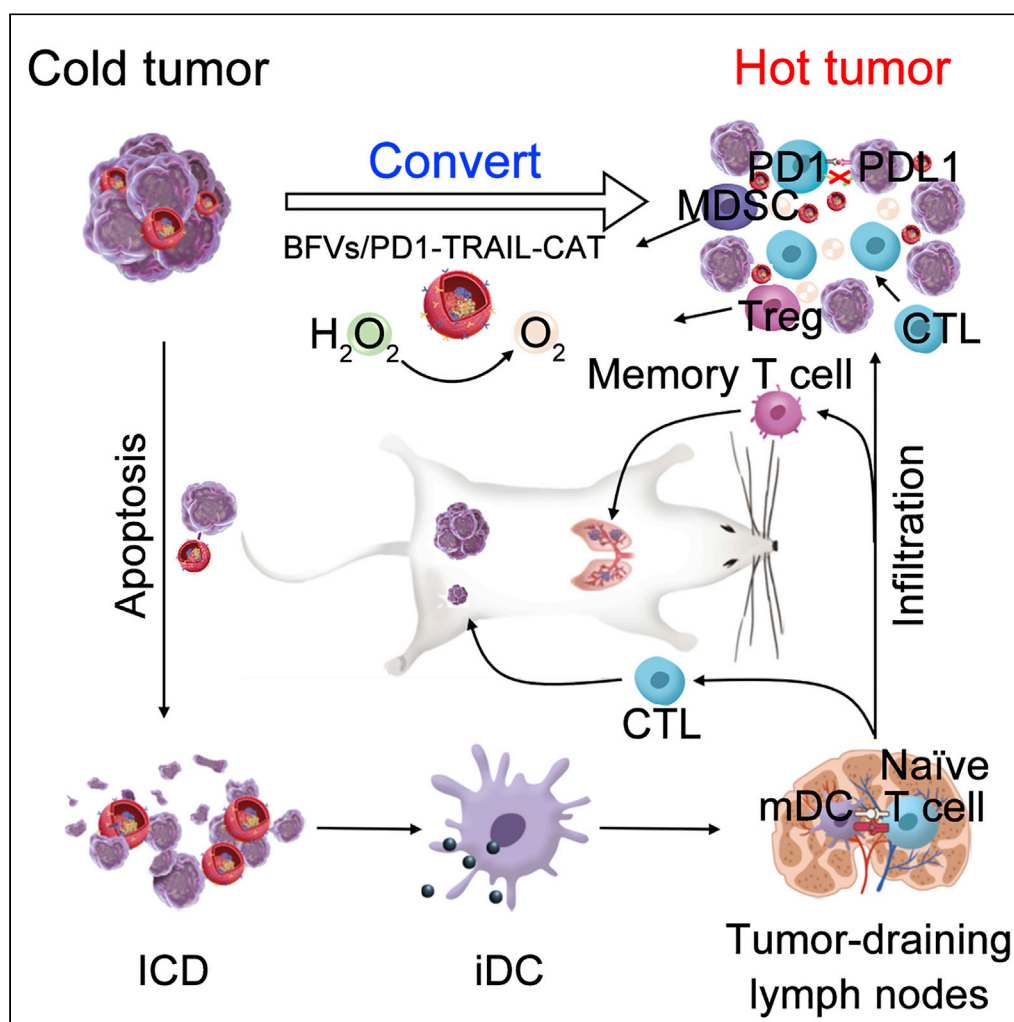 Cold tumor
Hot tumor
Convert
BFVs/PD1-TRAIL-CAT
H₂O₂
O₂
PD1
PDL1
MDSC
Treg
CTL
Memory T cell
Apoptosis
Infiltration
CTL
Naïve
mDC T cell
ICD
iDC
Tumor-draining
lymph nodes